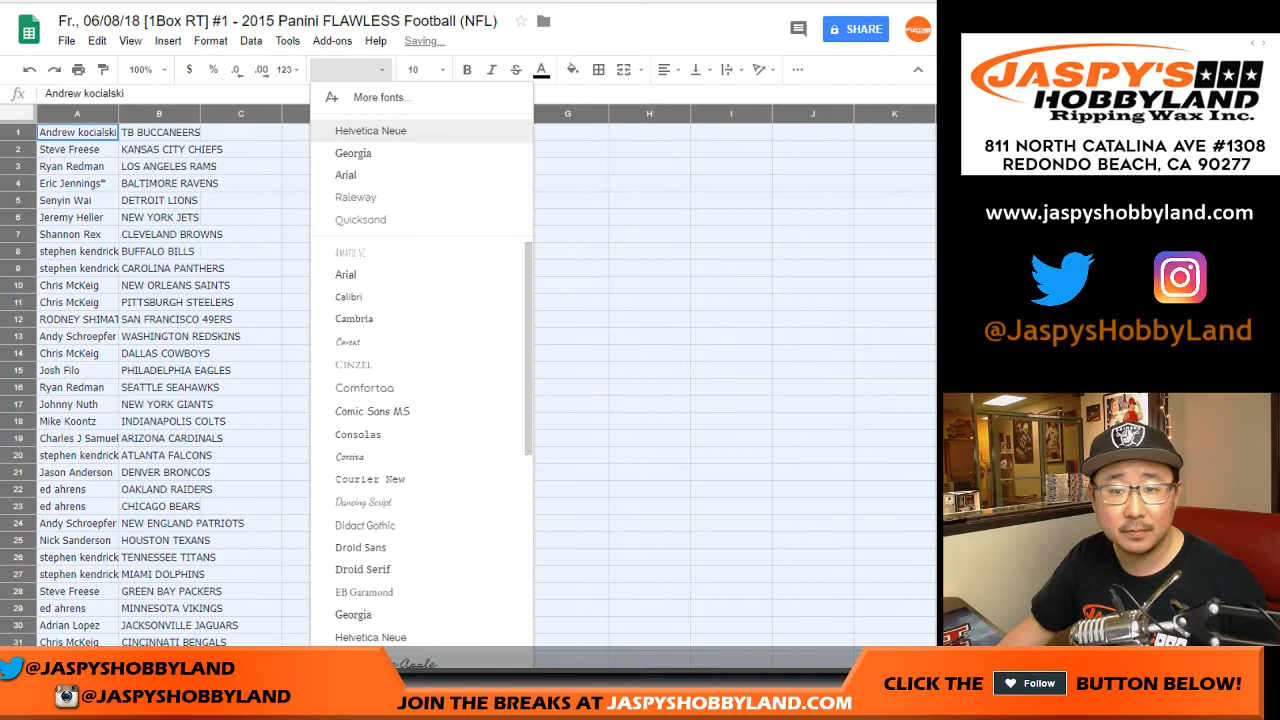 Fr., 06/08/18 [1Box RT] #1 - 2015 Panini FLAWLESS Football (NFL)
File Edit View Insert Format Data Tools Add-ons Help Saving...
SHARE
100% $ % .0 .00 123 10 B I S A
fx Andrew kocialski
More fonts...
Helvetica Neue
Georgia
Arial
Raleway
Quicksand
AMATIC SC
Arial
Calibri
Cambria
Caveat
CINZEL
Comfortaa
Comic Sans MS
Consolas
Corsiva
Courier New
Dancing Script
Didact Gothic
Droid Sans
Droid Serif
EB Garamond
Georgia
Helvetica Neue
A B C G H I J K
1 Andrew kocialski TB BUCCANEERS
2 Steve Freese KANSAS CITY CHIEFS
3 Ryan Redman LOS ANGELES RAMS
4 Eric Jennings* BALTIMORE RAVENS
5 Senyin Wai DETROIT LIONS
6 Jeremy Heller NEW YORK JETS
7 Shannon Rex CLEVELAND BROWNS
8 stephen kendrick BUFFALO BILLS
9 stephen kendrick CAROLINA PANTHERS
10 Chris McKeig NEW ORLEANS SAINTS
11 Chris McKeig PITTSBURGH STEELERS
12 RODNEY SHIMAT SAN FRANCISCO 49ERS
13 Andy Schroepfer WASHINGTON REDSKINS
14 Chris McKeig DALLAS COWBOYS
15 Josh Filo PHILADELPHIA EAGLES
16 Ryan Redman SEATTLE SEAHAWKS
17 Johnny Nuth NEW YORK GIANTS
18 Mike Koontz INDIANAPOLIS COLTS
19 Charles J Samuel ARIZONA CARDINALS
20 stephen kendrick ATLANTA FALCONS
21 Jason Anderson DENVER BRONCOS
22 ed ahrens OAKLAND RAIDERS
23 ed ahrens CHICAGO BEARS
24 Andy Schroepfer NEW ENGLAND PATRIOTS
25 Nick Sanderson HOUSTON TEXANS
26 stephen kendrick TENNESSEE TITANS
27 stephen kendrick MIAMI DOLPHINS
28 Steve Freese GREEN BAY PACKERS
29 ed ahrens MINNESOTA VIKINGS
30 Adrian Lopez JACKSONVILLE JAGUARS
31 Chris McKeig CINCINNATI BENGALS
JASPY'S
HOBBYLAND
Ripping Wax Inc.
811 NORTH CATALINA AVE #1308
REDONDO BEACH, CA 90277
www.jaspyshobbyland.com
@JaspysHobbyLand
@JASPYSHOBBYLAND
@JASPYSHOBBYLAND
JOIN THE BREAKS AT JASPYSHOBBYLAND.COM
CLICK THE Follow BUTTON BELOW!